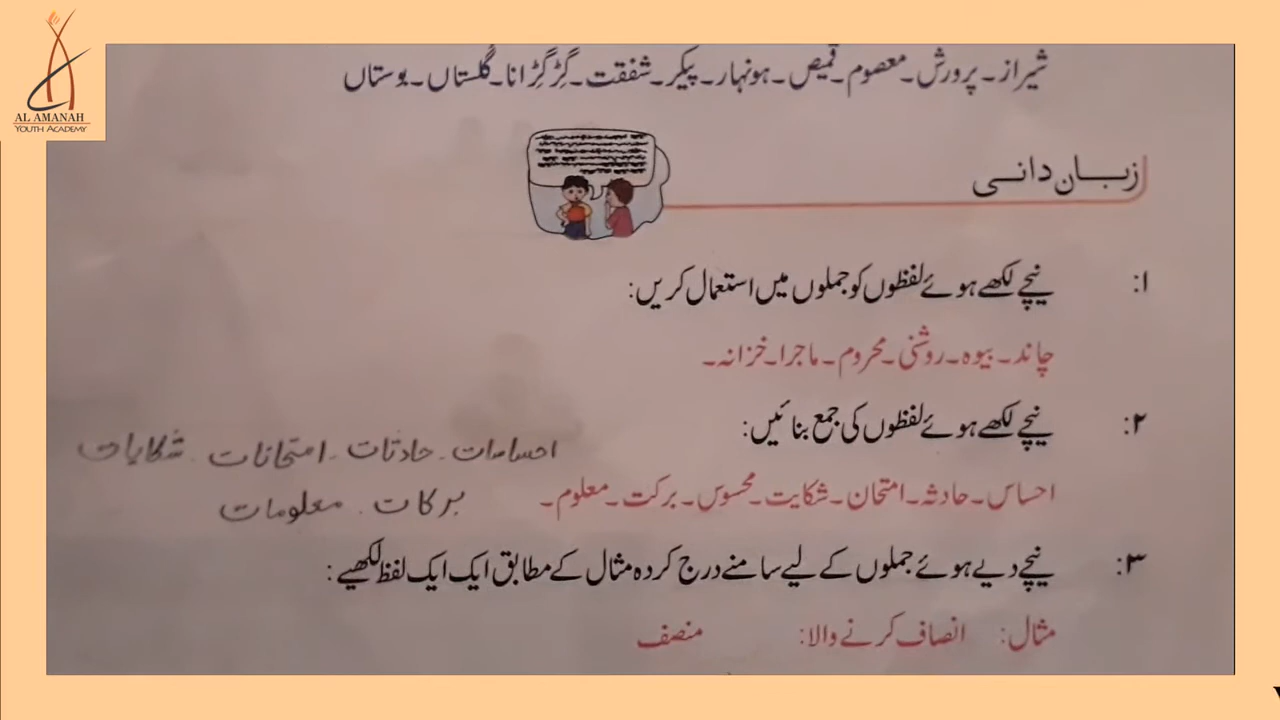 AL AMANAH
YOUTH ACADEMY
شیراز۔ پرورش۔ معصوم۔ قمیص۔ ہونہار۔ پیکر۔ شفقت۔ گِڑگِڑانا۔ گلستاں۔ بوستاں
زبان دانی
۱: نیچے لکھے ہوئے لفظوں کو جملوں میں استعمال کریں:
چاند۔ بیوہ۔ روشنی۔ محروم۔ ماجرا۔ خزانہ۔
۲: نیچے لکھے ہوئے لفظوں کی جمع بنائیں:
احساسات۔ حادثات۔ امتحانات۔ شکایات
احساس۔ حادثہ۔ امتحان۔ شکایت۔ محسوس۔ برکت۔ معلوم۔
برکات۔ معلومات
۳: نیچے دیے ہوئے جملوں کے لیے سامنے درج کردہ مثال کے مطابق ایک ایک لفظ لکھیے:
مثال: انصاف کرنے والا: منصف